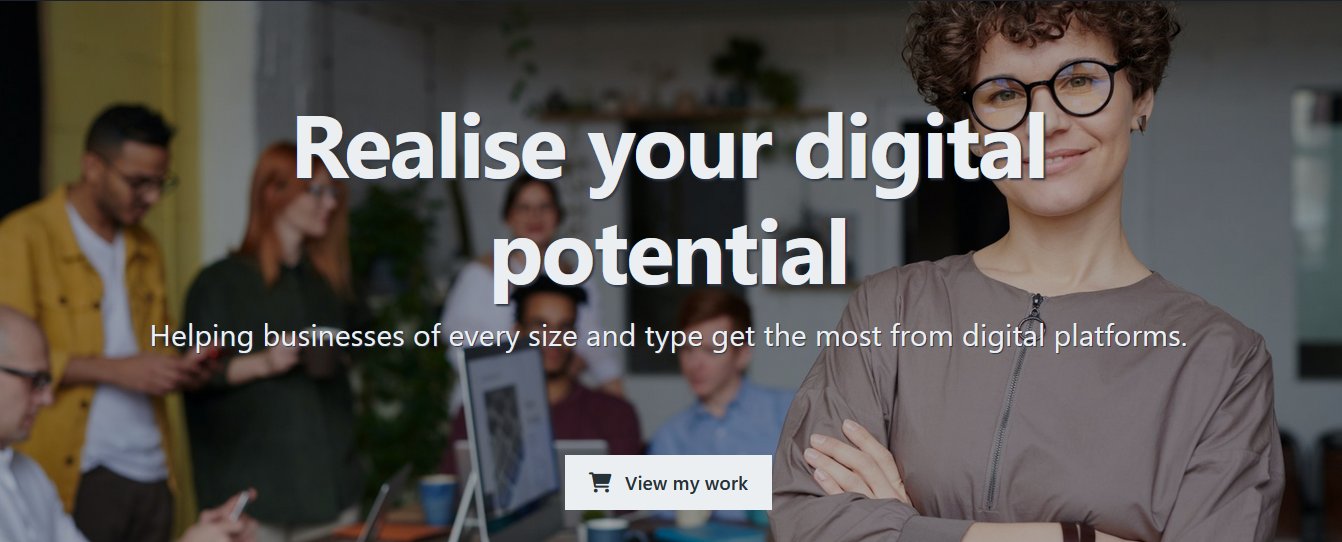 Realise your digital
potential
Helping businesses of every size and type get the most from digital platforms.
View my work